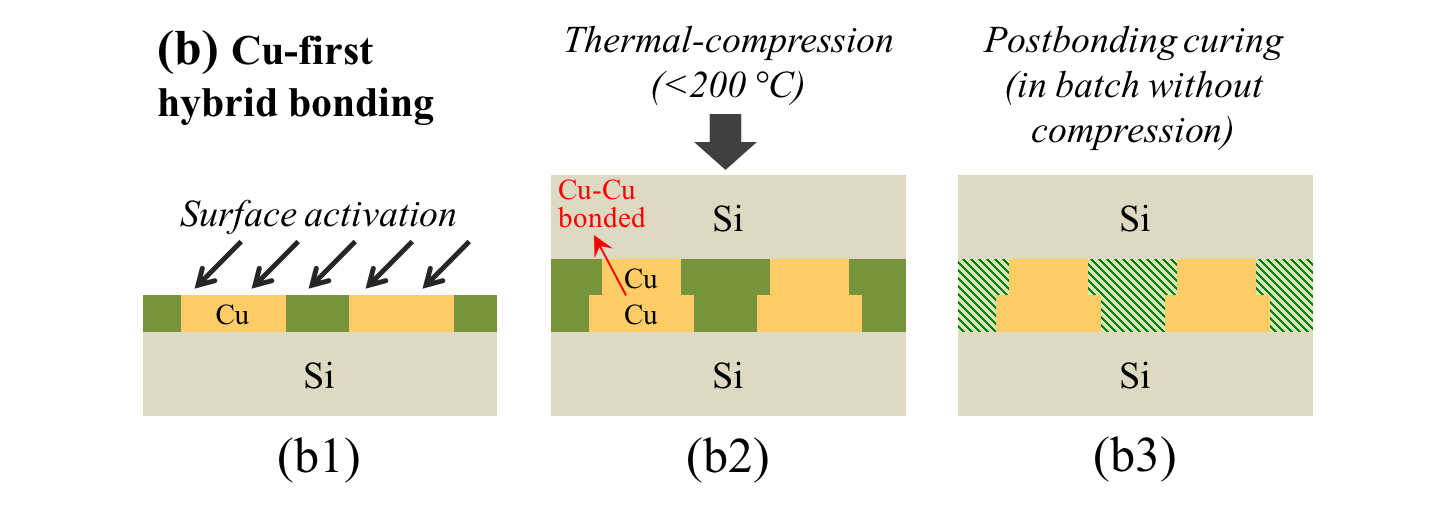 (b) Cu-first
hybrid bonding
Surface activation
Cu
Si
(b1)
Thermal-compression
(<200 °C)
Cu-Cu
bonded
Si
Cu
Cu
Si
(b2)
Postbonding curing
(in batch without
compression)
Si
Si
(b3)